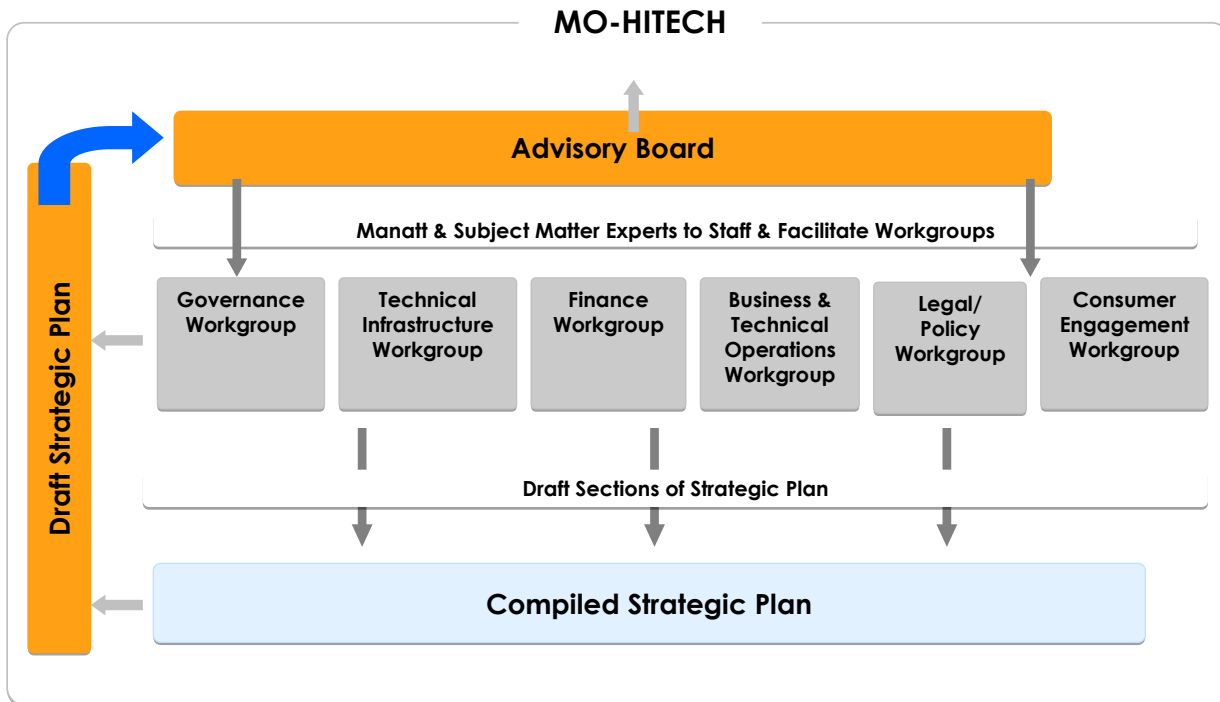 MO-HITECH
Advisory Board
Manatt & Subject Matter Experts to Staff & Facilitate Workgroups
Governance
Workgroup
Technical
Infrastructure
Workgroup
Finance
Workgroup
Business &
Technical
Operations
Workgroup
Legal/
Policy
Workgroup
Consumer
Engagement
Workgroup
Draft Sections of Strategic Plan
Compiled Strategic Plan
Draft Strategic Plan